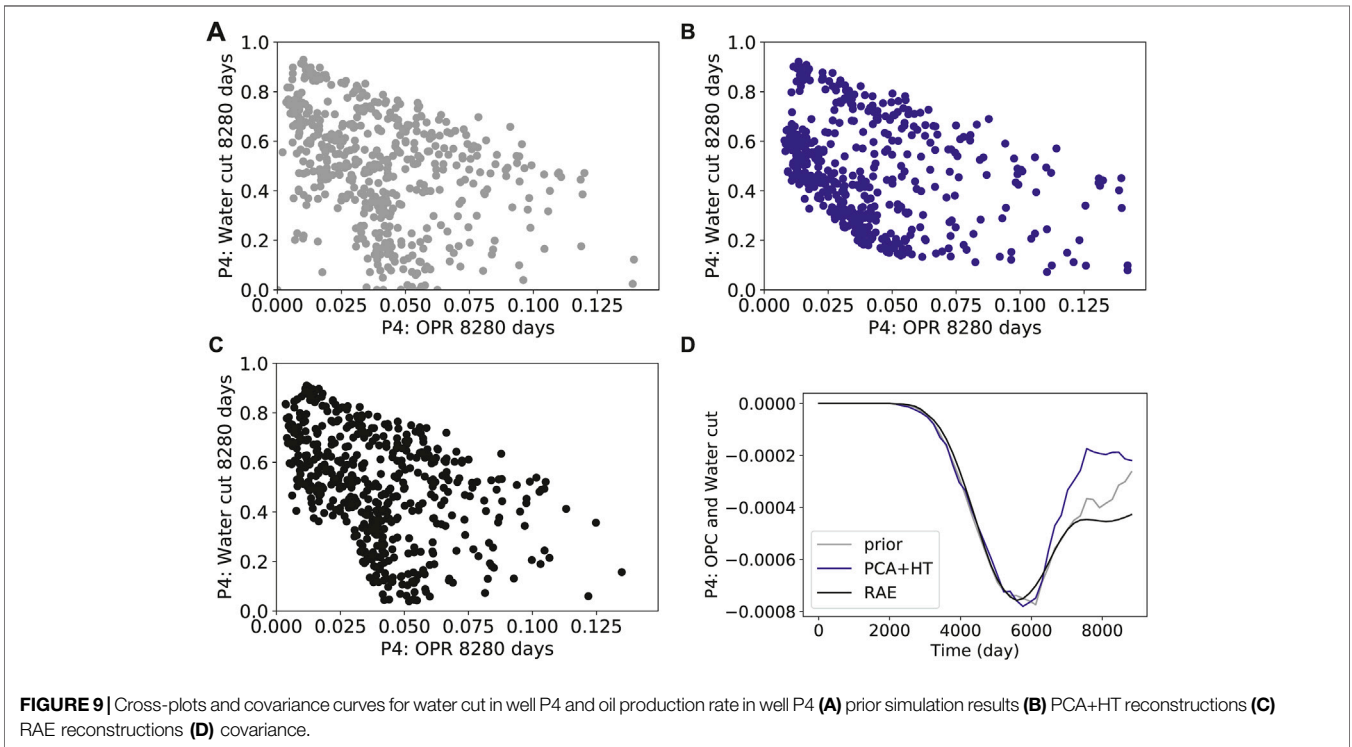 A
1.0
0.8
0.6
0.4
0.2
0.0
P4: Water cut 8280 days
0.000 0.025 0.050 0.075 0.100 0.125
P4: OPR 8280 days
B
1.0
0.8
0.6
0.4
0.2
0.0
P4: Water cut 8280 days
0.000 0.025 0.050 0.075 0.100 0.125
P4: OPR 8280 days
C
1.0
0.8
0.6
0.4
0.2
0.0
P4: Water cut 8280 days
0.000 0.025 0.050 0.075 0.100 0.125
P4: OPR 8280 days
D
0.0000
−0.0002
−0.0004
−0.0006
−0.0008
P4: OPC and Water cut
prior
PCA+HT
RAE
0 2000 4000 6000 8000
Time (day)
FIGURE 9 | Cross-plots and covariance curves for water cut in well P4 and oil production rate in well P4 (A) prior simulation results (B) PCA+HT reconstructions (C)
RAE reconstructions (D) covariance.